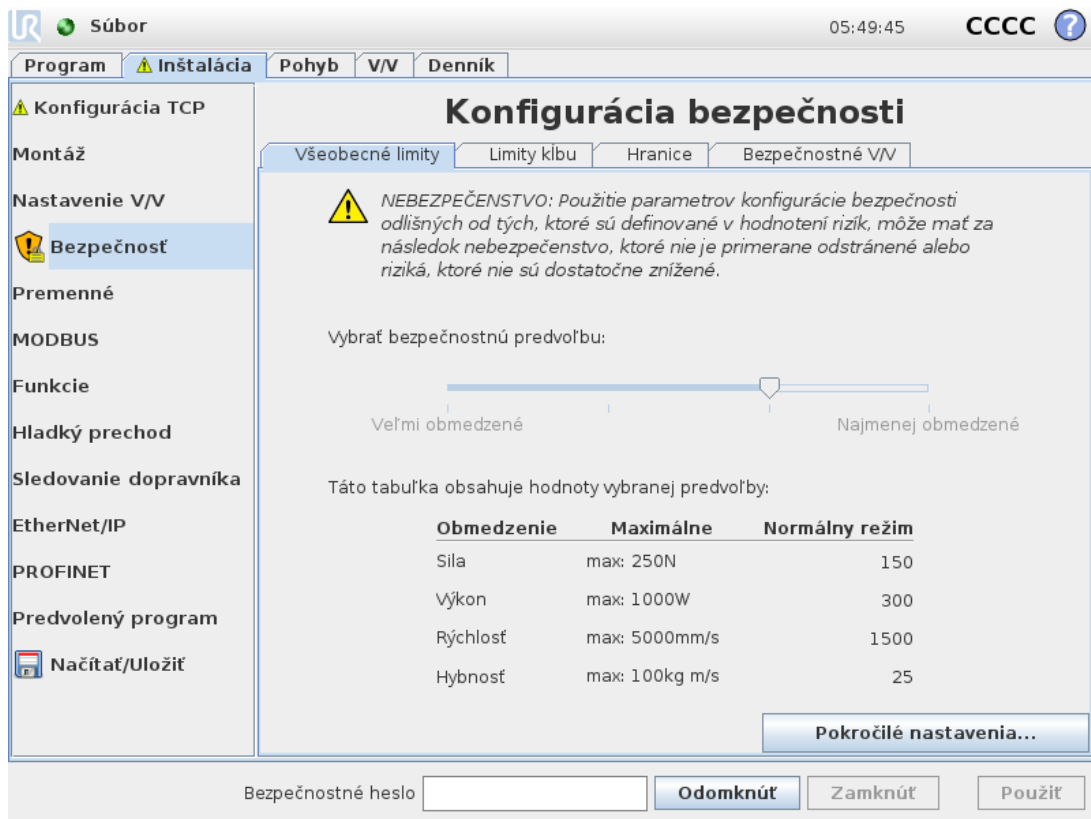 UR Súbor 05:49:45 CCCC ?
Program Inštalácia Pohyb V/V Denník
Konfigurácia TCP
Montáž
Nastavenie V/V
Bezpečnosť
Premenné
MODBUS
Funkcie
Hladký prechod
Sledovanie dopravníka
EtherNet/IP
PROFINET
Predvolený program
Načítať/Uložiť
Konfigurácia bezpečnosti
Všeobecné limity Limity kĺbu Hranice Bezpečnostné V/V
NEBEZPEČENSTVO: Použitie parametrov konfigurácie bezpečnosti
odlišných od tých, ktoré sú definované v hodnotení rizík, môže mať za
následok nebezpečenstvo, ktoré nie je primerane odstránené alebo
riziká, ktoré nie sú dostatočne znížené.
Vybrať bezpečnostnú predvoľbu:
Veľmi obmedzené Najmenej obmedzené
Táto tabuľka obsahuje hodnoty vybranej predvoľby:
Obmedzenie Maximálne Normálny režim
Sila max: 250N 150
Výkon max: 1000W 300
Rýchlosť max: 5000mm/s 1500
Hybnosť max: 100kg m/s 25
Pokročilé nastavenia...
Bezpečnostné heslo Odomknúť Zamknúť Použiť